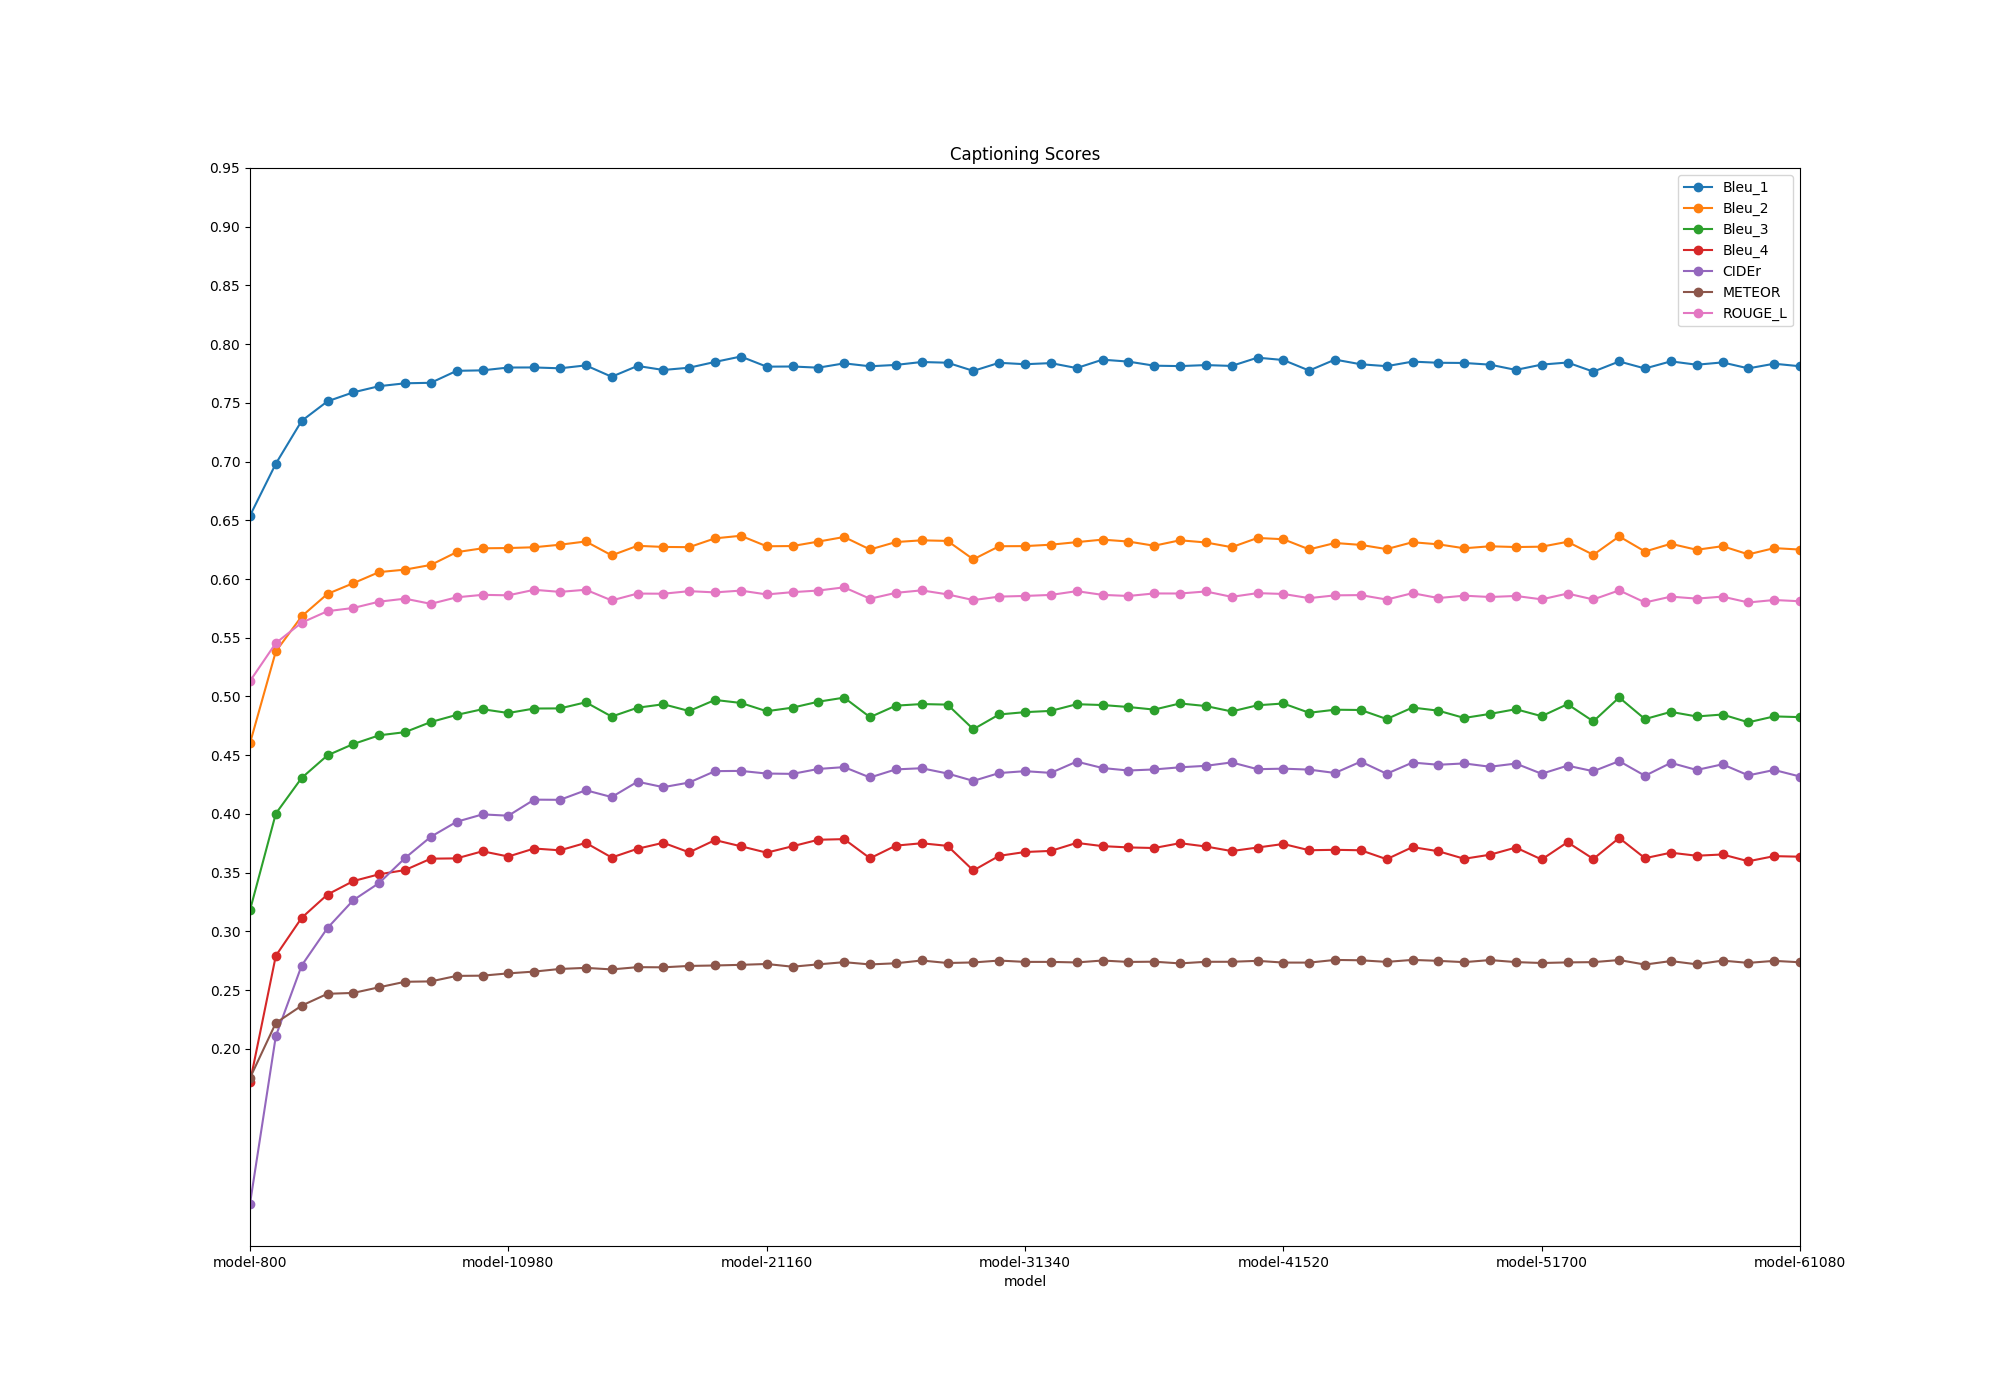 Captioning Scores
0.95
0.90
0.85
0.80
0.75
0.70
0.65
0.60
0.55
0.50
0.45
0.40
0.35
0.30
0.25
0.20
Bleu_1
Bleu_2
Bleu_3
Bleu_4
CIDEr
METEOR
ROUGE_L
model-800 model-10980 model-21160 model-31340 model-41520 model-51700 model-61080
model